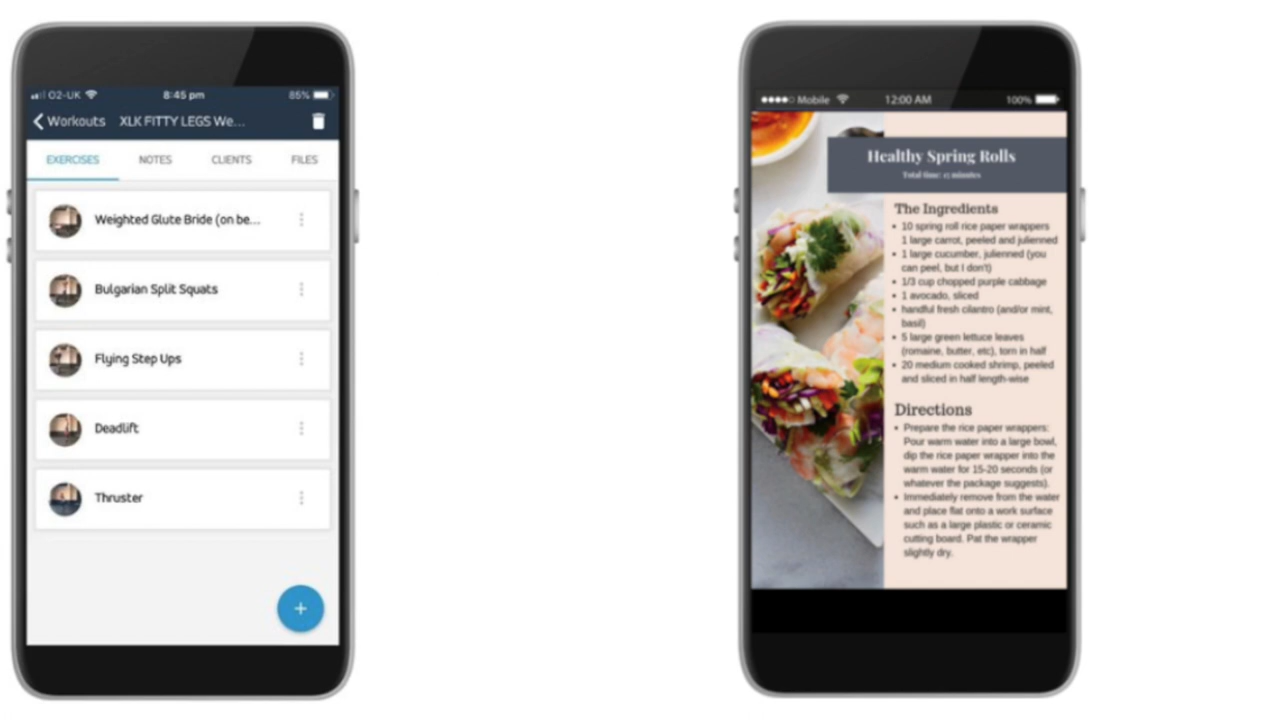 O2-UK
8:45 pm
85%
Workouts
XLK FITTY LEGS We...
EXERCISES
NOTES
CLIENTS
FILES
Weighted Glute Bride (on be...
Bulgarian Split Squats
Flying Step Ups
Deadlift
Thruster
+
Mobile
12:00 AM
100%
Healthy Spring Rolls
Total time: 15 minutes
The Ingredients
• 10 spring roll rice paper wrappers
1 large carrot, peeled and julienned
• 1 large cucumber, julienned (you
can peel, but I don't)
• 1/3 cup chopped purple cabbage
• 1 avocado, sliced
• handful fresh cilantro (and/or mint,
basil)
• 5 large green lettuce leaves
(romaine, butter, etc), torn in half
• 20 medium cooked shrimp, peeled
and sliced in half length-wise
Directions
• Prepare the rice paper wrappers:
Pour warm water into a large bowl,
dip the rice paper wrapper into the
warm water for 15-20 seconds (or
whatever the package suggests).
• Immediately remove from the water
and place flat onto a work surface
such as a large plastic or ceramic
cutting board. Pat the wrapper
slightly dry.